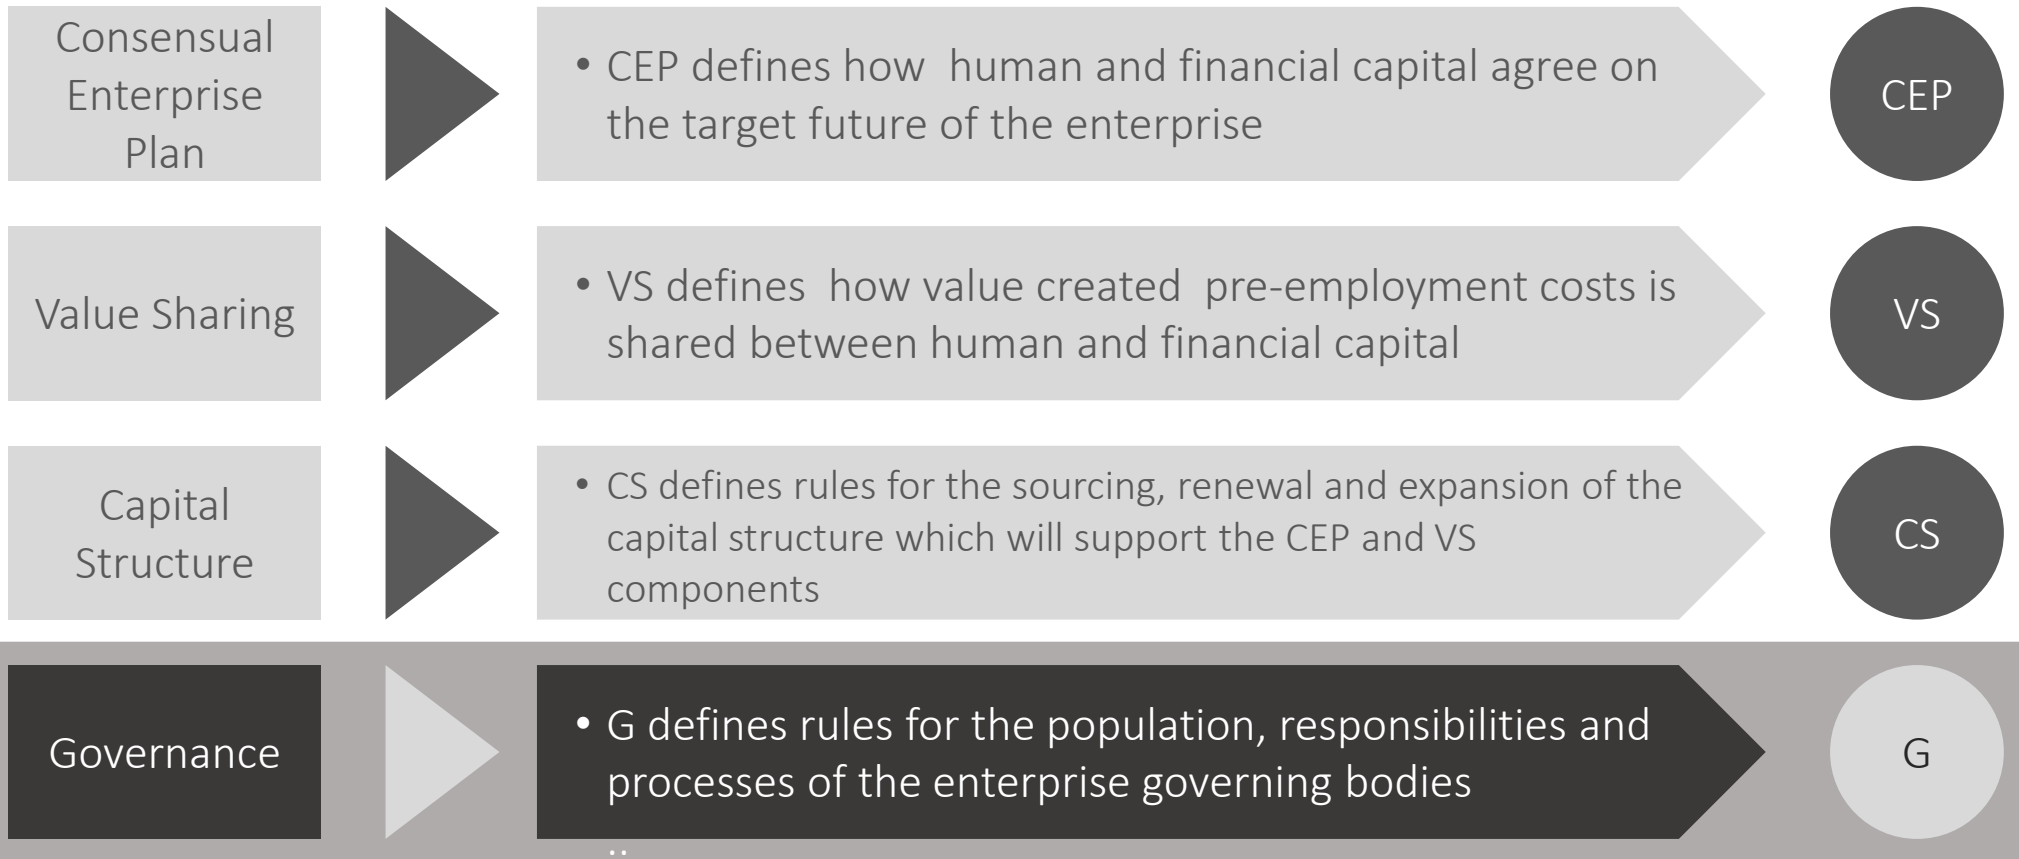 Consensual
Enterprise
Plan
• CEP defines how  human and financial capital agree on
the target future of the enterprise
CEP
Value Sharing
• VS defines  how value created  pre-employment costs is
shared between human and financial capital
VS
Capital
Structure
• CS defines rules for the sourcing, renewal and expansion of the
capital structure which will support the CEP and VS
components
CS
Governance
• G defines rules for the population, responsibilities and
processes of the enterprise governing bodies
..
G